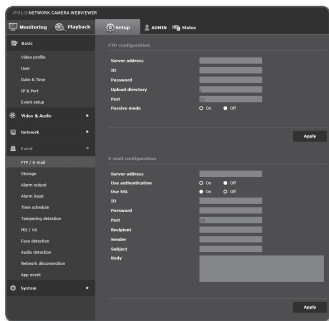 iPOLiS NETWORK CAMERA WEBVIEWER
Monitoring Playback Setup ADMIN Status
Basic
Video profile
User
Date & Time
IP & Port
Event setup
Video & Audio
Network
Event
FTP / E-mail
Storage
Alarm output
Alarm input
Time schedule
Tampering detection
MD / VA
Face detection
Audio detection
Network disconnection
App event
System
FTP configuration
Server address
ID
Password
Upload directory
Port
Passive mode On Off
Apply
E-mail configuration
Server address
Use authentication On Off
Use SSL On Off
ID
Password
Port
Recipient
Sender
Subject
Body
Apply